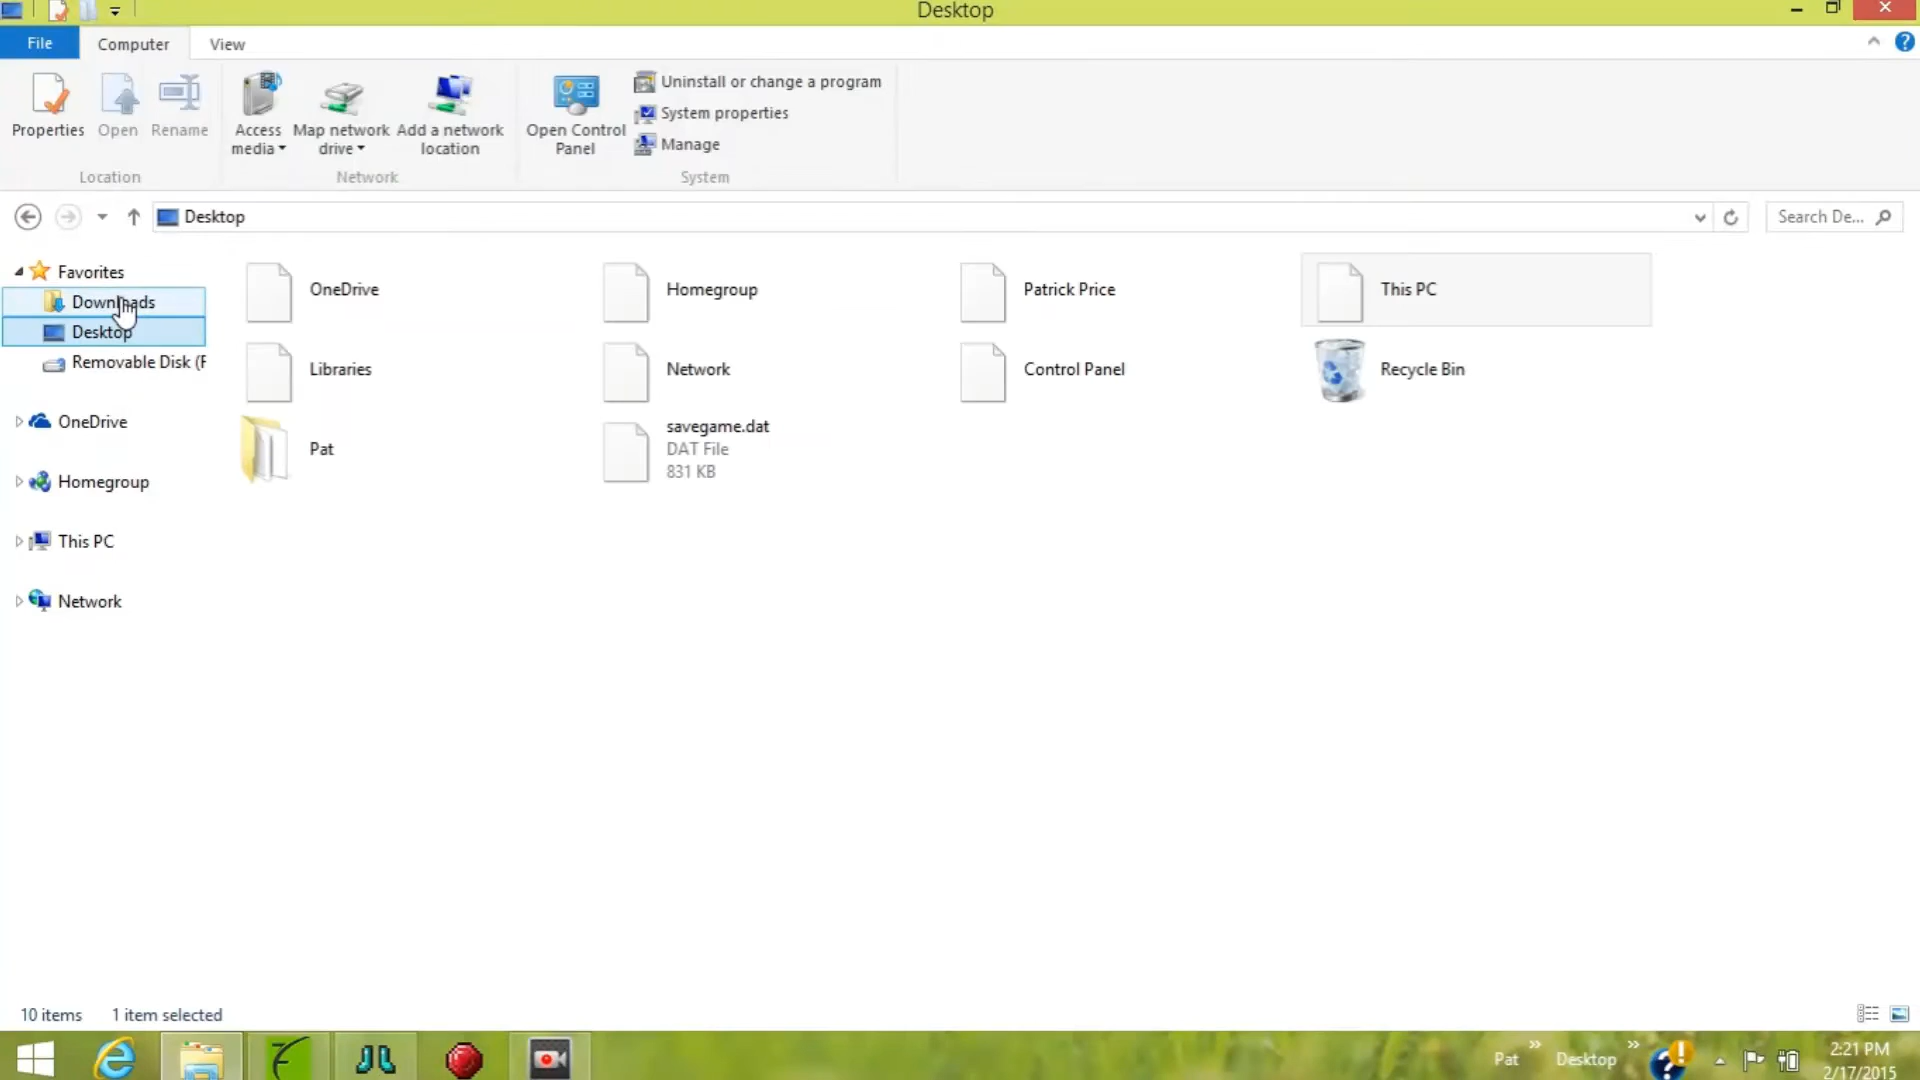 Desktop
File
Computer
View
Properties
Open
Rename
Access media
Map network drive
Add a network location
Open Control Panel
Uninstall or change a program
System properties
Manage
Location
Network
System
Desktop
Search De...
Favorites
Downloads
Desktop
Removable Disk (F
OneDrive
Homegroup
This PC
Network
OneDrive
Homegroup
Patrick Price
This PC
Libraries
Network
Control Panel
Recycle Bin
Pat
savegame.dat
DAT File
831 KB
10 items
1 item selected
Pat
Desktop
2:21 PM
2/17/2015